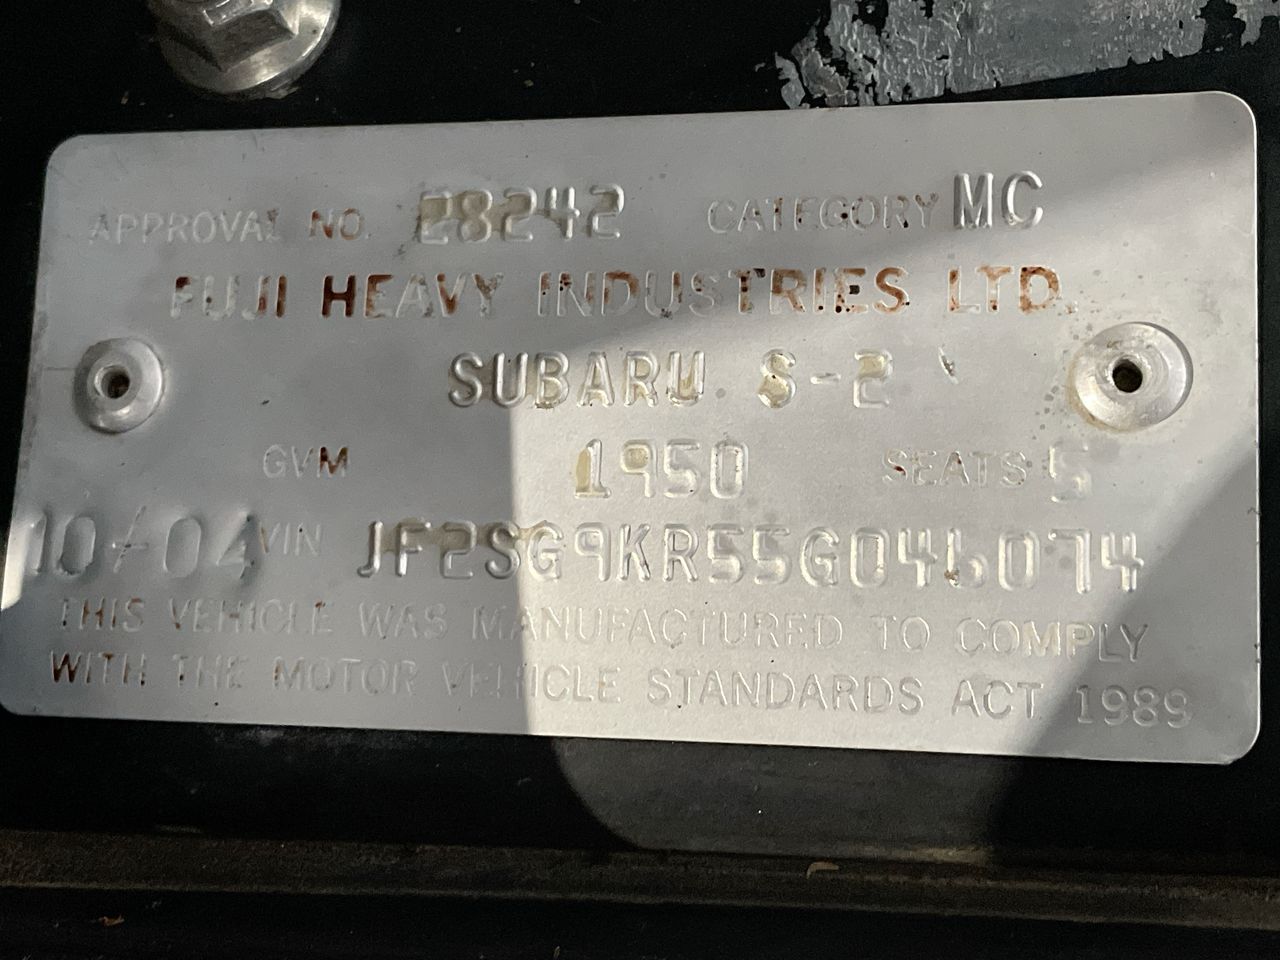 APPROVAL NO. 28242 CATEGORY MC
FUJI HEAVY INDUSTRIES LTD.
SUBARU S-2
GVM 1950 SEATS 5
10/04 VIN JF2SG9KR55G046074
THIS VEHICLE WAS MANUFACTURED TO COMPLY
WITH THE MOTOR VEHICLE STANDARDS ACT 1989